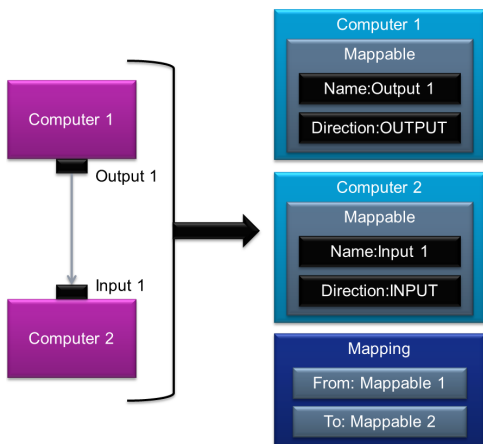 Computer 1
Output 1
Input 1
Computer 2
Computer 1
Mappable
Name:Output 1
Direction:OUTPUT
Computer 2
Mappable
Name:Input 1
Direction:INPUT
Mapping
From: Mappable 1
To: Mappable 2